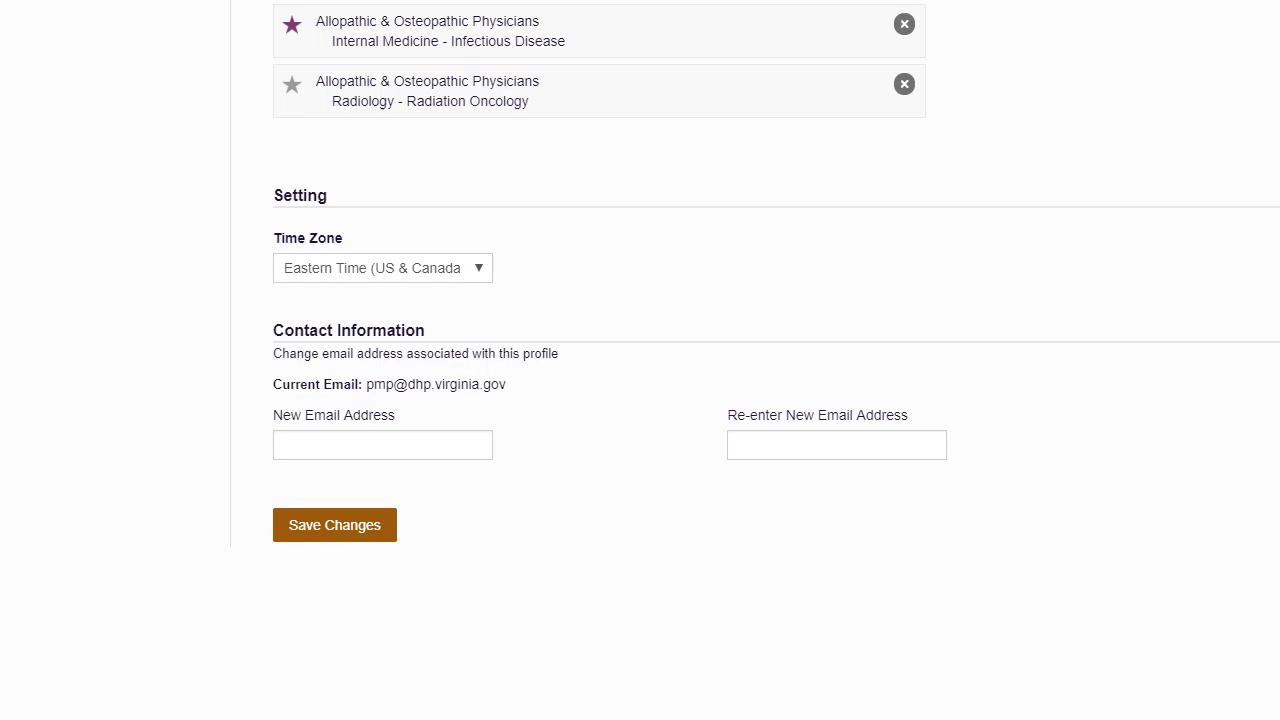 Allopathic & Osteopathic Physicians
Internal Medicine - Infectious Disease
Allopathic & Osteopathic Physicians
Radiology - Radiation Oncology
Setting
Time Zone
Eastern Time (US & Canada
Contact Information
Change email address associated with this profile
Current Email: pmp@dhp.virginia.gov
New Email Address
Re-enter New Email Address
Save Changes